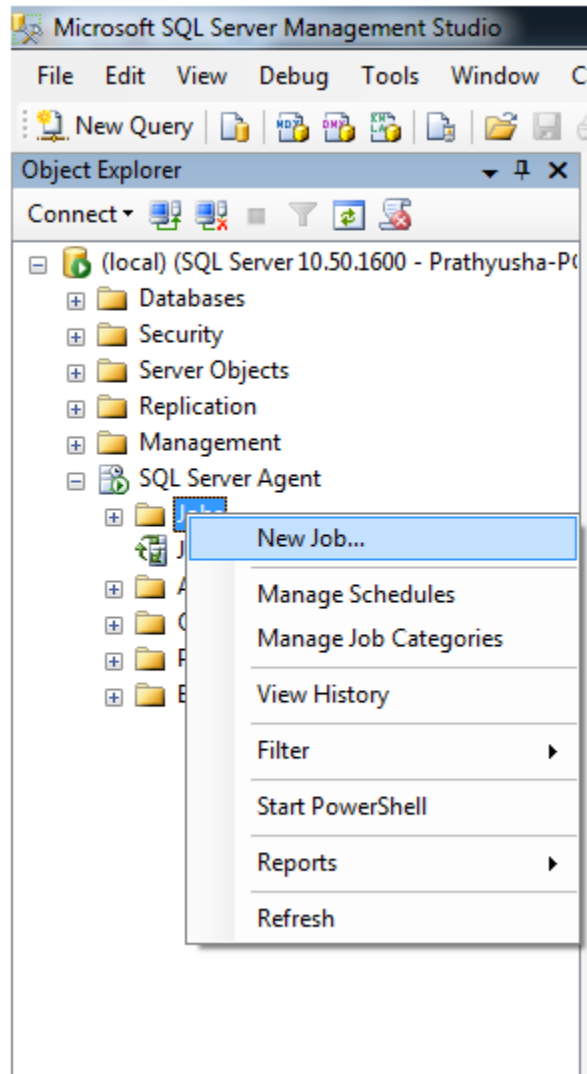 Microsoft SQL Server Management Studio
File Edit View Debug Tools Window C
New Query
Object Explorer
Connect
(local) (SQL Server 10.50.1600 - Prathyusha-P
Databases
Security
Server Objects
Replication
Management
SQL Server Agent
Jobs
New Job...
J
A
Manage Schedules
Manage Job Categories
View History
Filter
Start PowerShell
Reports
Refresh